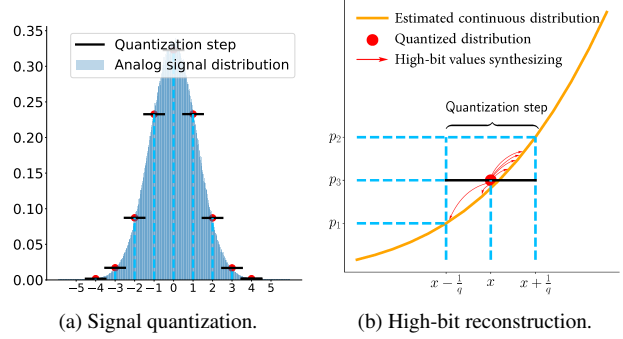 0.35
0.30
0.25
0.20
0.15
0.10
0.05
0.00
Quantization step
Analog signal distribution
−5 −4 −3 −2 −1 0 1 2 3 4 5
(a) Signal quantization.
Estimated continuous distribution
Quantized distribution
High-bit values synthesizing
Quantization step
p₂
p₃
p₁
x − 1/q x x + 1/q
(b) High-bit reconstruction.